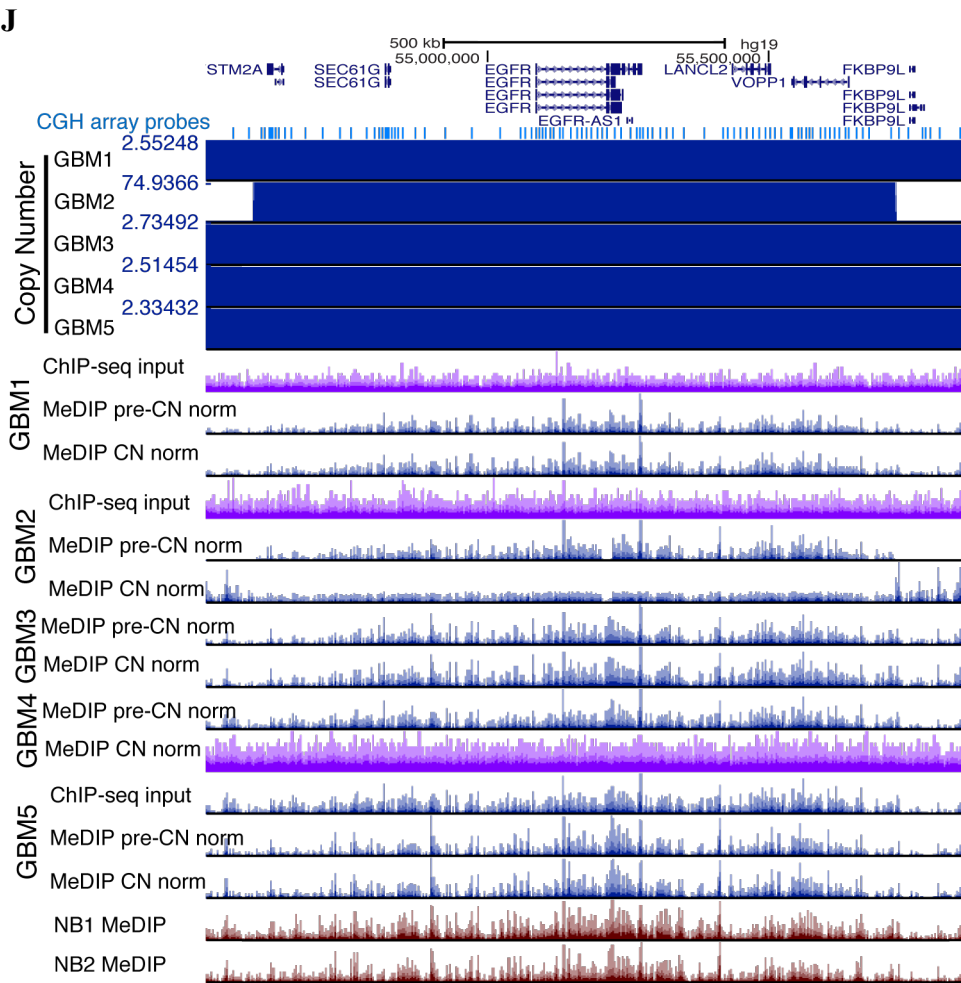 J
500 kb hg19
55,000,000 55,500,000
STM2A SEC61G EGFR LANCL2 FKBP9L
SEC61G EGFR VOPP1
EGFR FKBP9L
EGFR FKBP9L
EGFR-AS1 FKBP9L
CGH array probes
Copy Number
2.55248
GBM1
74.9366
GBM2
2.73492
GBM3
2.51454
GBM4
2.33432
GBM5
GBM1
ChIP-seq input
MeDIP pre-CN norm
MeDIP CN norm
GBM2
ChIP-seq input
MeDIP pre-CN norm
MeDIP CN norm
GBM3
MeDIP pre-CN norm
MeDIP CN norm
GBM4
MeDIP pre-CN norm
MeDIP CN norm
GBM5
ChIP-seq input
MeDIP pre-CN norm
MeDIP CN norm
NB1 MeDIP
NB2 MeDIP